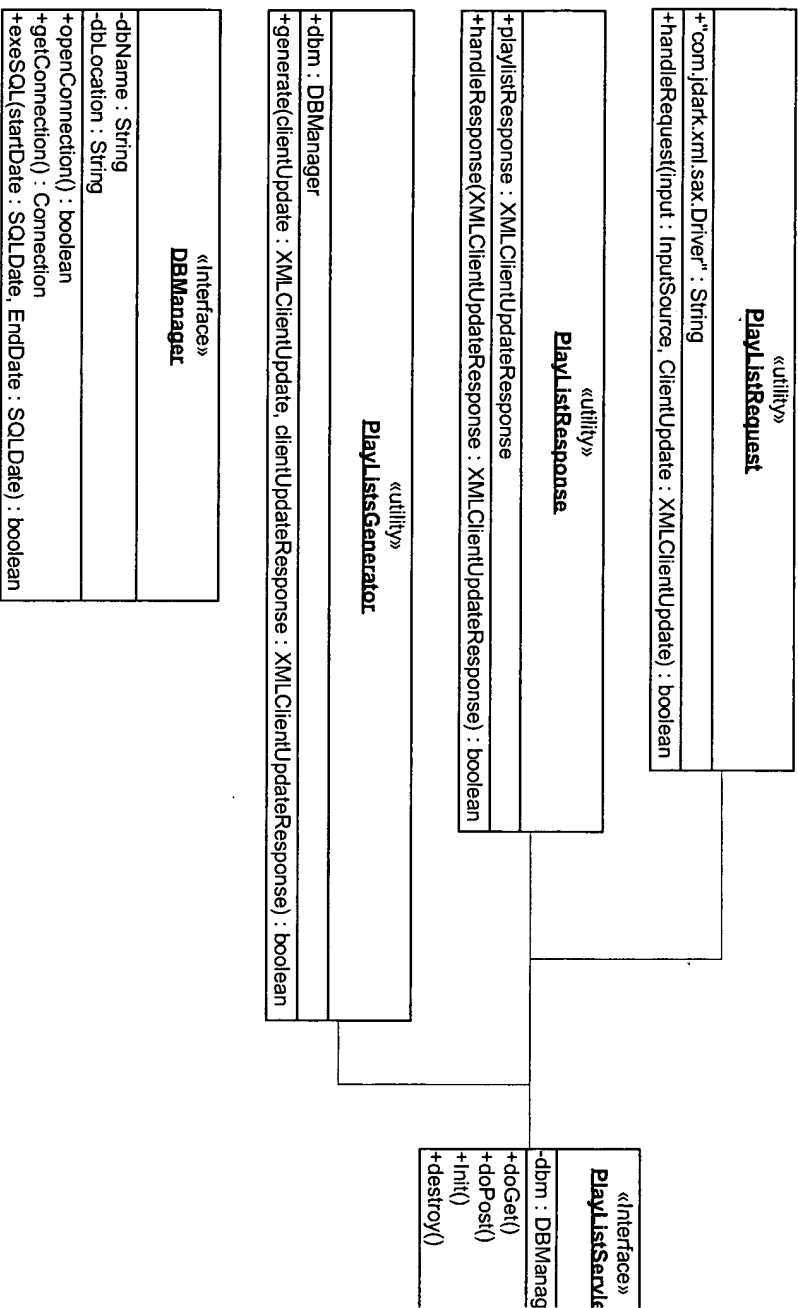 «utility»
PlayListRequest
+"com.jclark.xml.sax.Driver" : String
+handleRequest(input : InputSource, ClientUpdate : XMLClientUpdate) : boolean
«utility»
PlayListResponse
+playlistResponse : XMLClientUpdateResponse
+handleResponse(XMLClientUpdateResponse : XMLClientUpdateResponse) : boolean
«utility»
PlayListsGenerator
+dbm : DBManager
+generate(clientUpdate : XMLClientUpdate, clientUpdateResponse : XMLClientUpdateResponse) : boolean
«Interface»
DBManager
-dbName : String
-dbLocation : String
+openConnection() : boolean
+getConnection() : Connection
+exeSQL(startDate : SQLDate, EndDate : SQLDate) : boolean
«Interface»
PlayListServle
-dbm : DBManag
+doGet()
+doPost()
+Init()
+destroy()